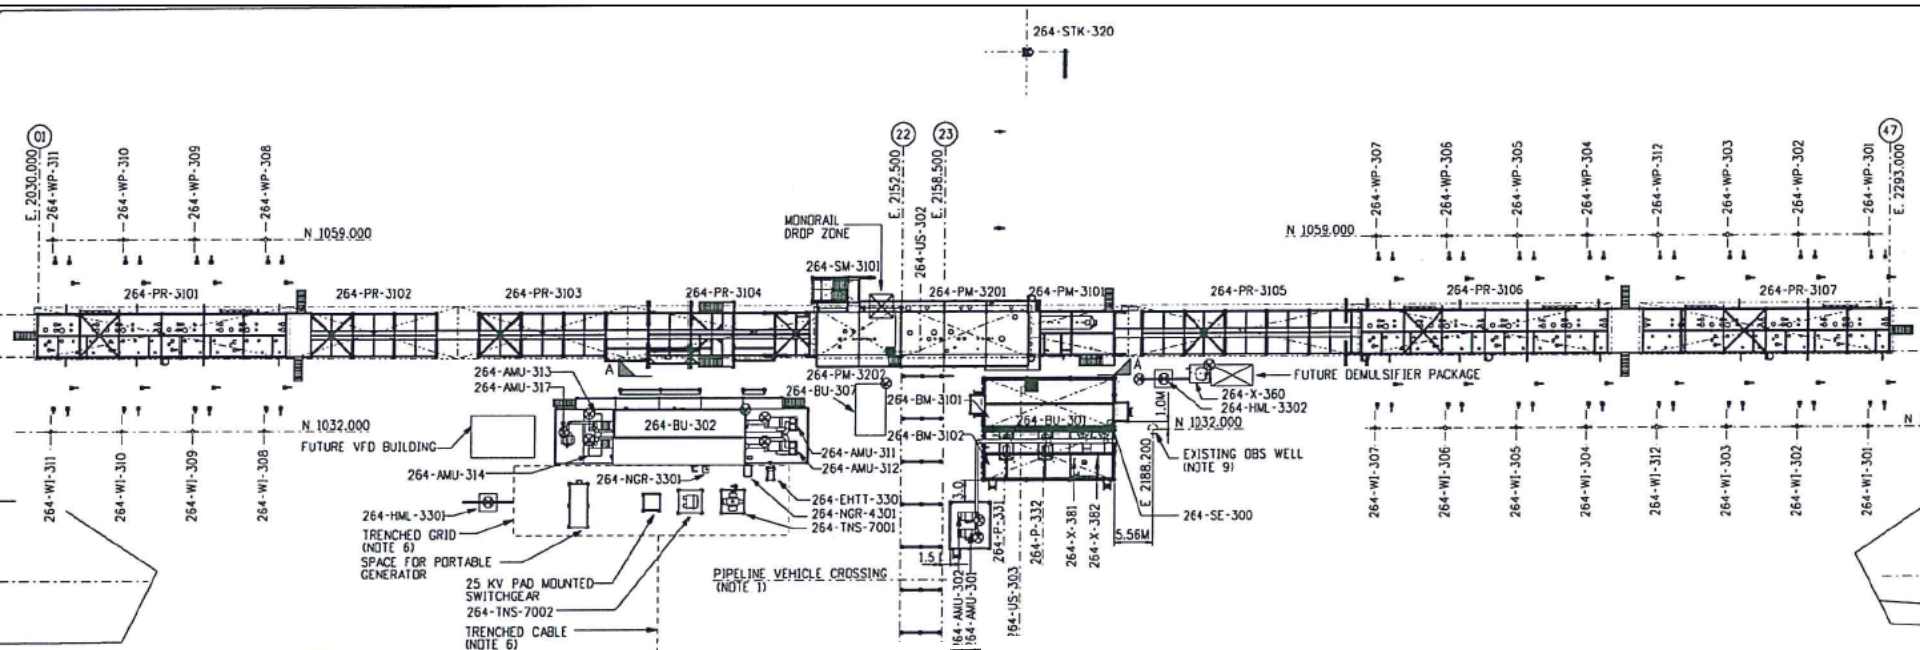 264-STK-320
01
22
23
47
E. 2030.000
264-WP-311
264-WP-310
264-WP-309
264-WP-308
E. 2152.500
264-US-302
E. 2158.500
264-WP-307
264-WP-306
264-WP-305
264-WP-304
264-WP-312
264-WP-303
264-WP-302
264-WP-301
E. 2293.000
N 1059.000
MONORAIL
DROP ZONE
N 1059.000
264-SM-3101
264-PR-3101
264-PR-3102
264-PR-3103
264-PR-3104
264-PM-3201
264-PM-3101
264-PR-3105
264-PR-3106
264-PR-3107
A
A
264-AMU-313
264-AMU-317
264-PM-3202
264-BU-307
264-BM-3101
FUTURE DEMULSIFIER PACKAGE
264-X-360
264-HML-3302
1.0M
N 1032.000
FUTURE VFD BUILDING
264-BU-302
264-BU-301
N 1032.000
N
264-BM-3102
264-AMU-311
264-AMU-312
264-AMU-314
264-NGR-3301
EXISTING OBS WELL
(NOTE 9)
E 2188.200
264-WI-311
264-WI-310
264-WI-309
264-WI-308
264-WI-307
264-WI-306
264-WI-305
264-WI-304
264-WI-312
264-WI-303
264-WI-302
264-WI-301
264-EHTT-3301
264-NGR-4301
264-TNS-7001
264-HML-3301
3.0
264-SE-300
TRENCHED GRID
(NOTE 6)
SPACE FOR PORTABLE
GENERATOR
5.56M
1.5
264-P-331
264-P-332
264-X-381
264-X-382
25 KV PAD MOUNTED
SWITCHGEAR
264-TNS-7002
PIPELINE VEHICLE CROSSING
(NOTE 1)
264-AMU-302
264-AMU-301
264-US-303
TRENCHED CABLE
(NOTE 6)